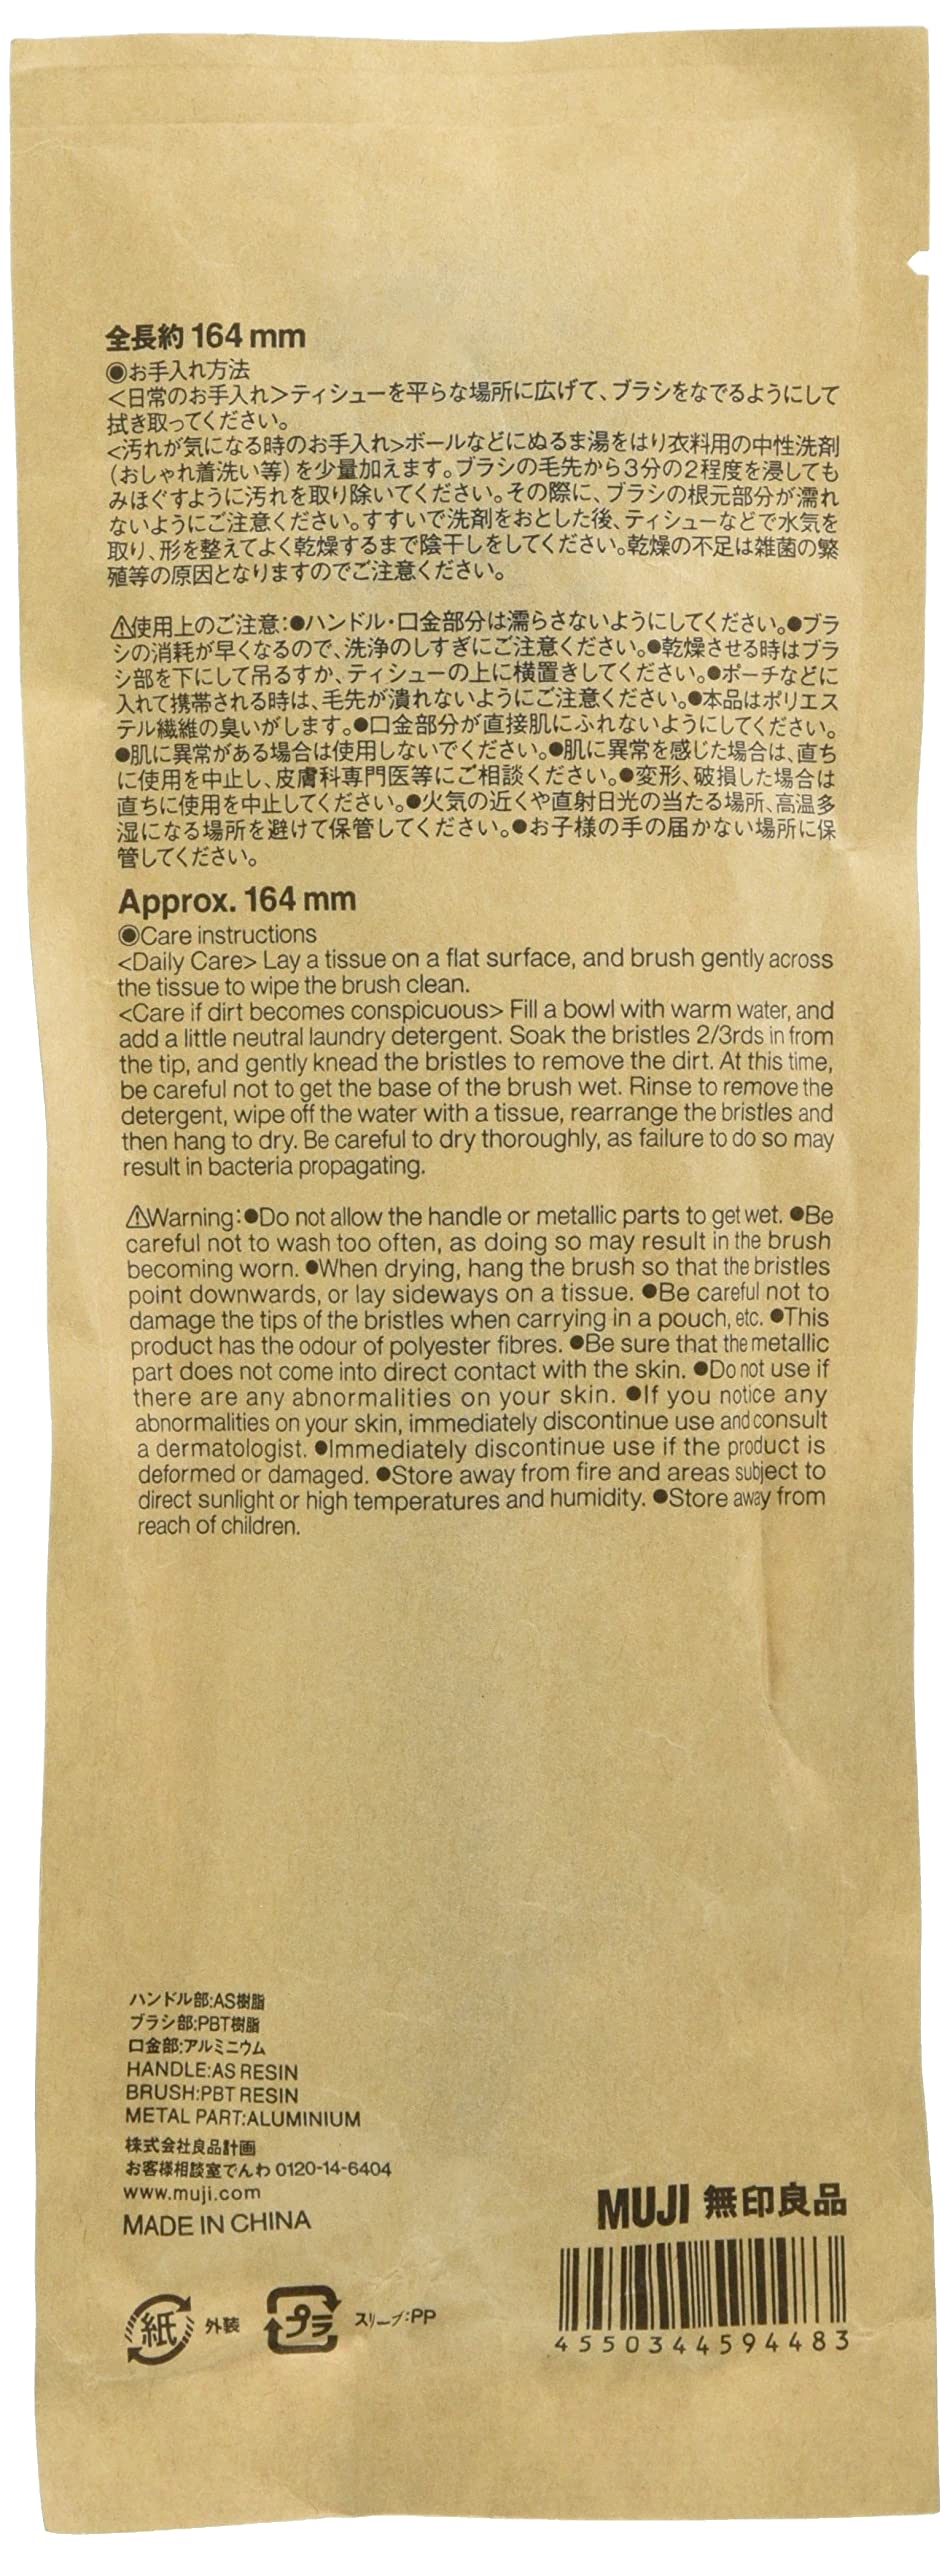 全長約 164 mm
◉お手入れ方法
<日常のお手入れ>ティシューを平らな場所に広げて、ブラシをなでるようにして
拭き取ってください。
<汚れが気になる時のお手入れ>ボールなどにぬるま湯をはり衣料用の中性洗剤
(おしゃれ着洗い等)を少量加えます。ブラシの毛先から3分の2程度を浸しても
みほぐすように汚れを取り除いてください。その際に、ブラシの根元部分が濡れ
ないようにご注意ください。すすいで洗剤をおとした後、ティシューなどで水気を
取り、形を整えてよく乾燥するまで陰干しをしてください。乾燥の不足は雑菌の繁
殖等の原因となりますのでご注意ください。
⚠使用上のご注意:●ハンドル・口金部分は濡らさないようにしてください。●ブラ
シの消耗が早くなるので、洗浄のしすぎにご注意ください。●乾燥させる時はブラ
シ部を下にして吊るすか、ティシューの上に横置きしてください。●ポーチなどに
入れて携帯される時は、毛先が潰れないようにご注意ください。●本品はポリエス
テル繊維の臭いがします。●口金部分が直接肌にふれないようにしてください。
●肌に異常がある場合は使用しないでください。●肌に異常を感じた場合は、直ち
に使用を中止し、皮膚科専門医等にご相談ください。●変形、破損した場合は
直ちに使用を中止してください。●火気の近くや直射日光の当たる場所、高温多
湿になる場所を避けて保管してください。●お子様の手の届かない場所に保
管してください。
Approx. 164 mm
◉Care instructions
<Daily Care> Lay a tissue on a flat surface, and brush gently across
the tissue to wipe the brush clean.
<Care if dirt becomes conspicuous> Fill a bowl with warm water, and
add a little neutral laundry detergent. Soak the bristles 2/3rds in from
the tip, and gently knead the bristles to remove the dirt. At this time,
be careful not to get the base of the brush wet. Rinse to remove the
detergent, wipe off the water with a tissue, rearrange the bristles and
then hang to dry. Be careful to dry thoroughly, as failure to do so may
result in bacteria propagating.
⚠Warning:●Do not allow the handle or metallic parts to get wet. ●Be
careful not to wash too often, as doing so may result in the brush
becoming worn. ●When drying, hang the brush so that the bristles
point downwards, or lay sideways on a tissue. ●Be careful not to
damage the tips of the bristles when carrying in a pouch, etc. ●This
product has the odour of polyester fibres. ●Be sure that the metallic
part does not come into direct contact with the skin. ●Do not use if
there are any abnormalities on your skin. ●If you notice any
abnormalities on your skin, immediately discontinue use and consult
a dermatologist. ●Immediately discontinue use if the product is
deformed or damaged. ●Store away from fire and areas subject to
direct sunlight or high temperatures and humidity. ●Store away from
reach of children.
ハンドル部:AS樹脂
ブラシ部:PBT樹脂
口金部:アルミニウム
HANDLE:AS RESIN
BRUSH:PBT RESIN
METAL PART:ALUMINIUM
株式会社良品計画
お客様相談室でんわ 0120-14-6404
www.muji.com
MADE IN CHINA
MUJI 無印良品
4550344594483
紙 外装 プラ スリーブ:PP